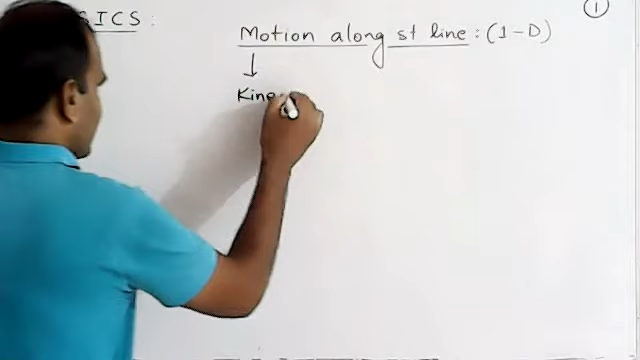 SICS :
Motion along st line : (1-D)
①
Kine